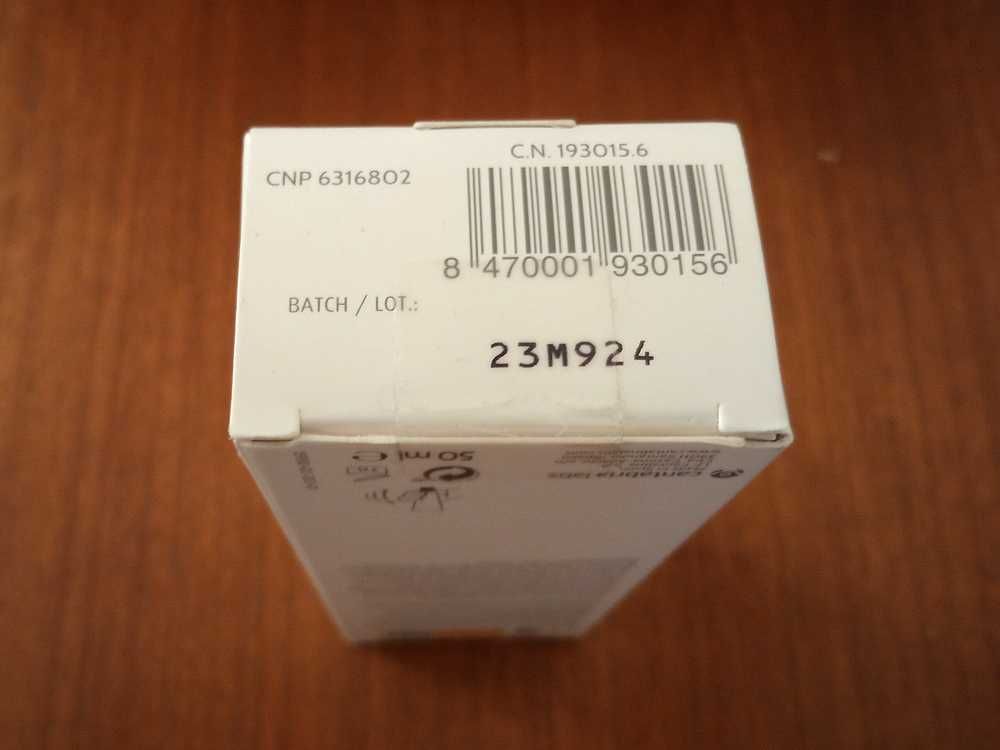 C.N. 193015.6
CNP 6316802
8 470001 930156
BATCH / LOT.:
23M924
50 ml e
cantabria labs